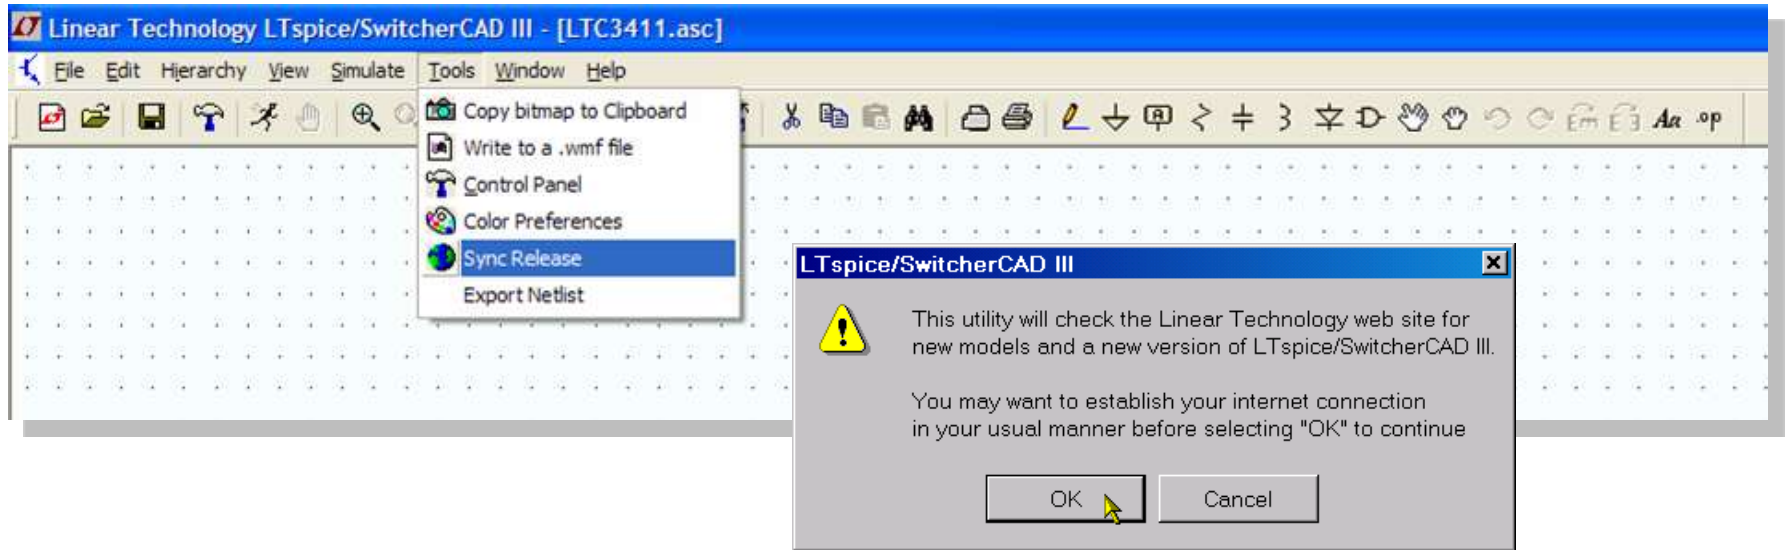 Linear Technology LTspice/SwitcherCAD III - [LTC3411.asc]
File Edit Hierarchy View Simulate Tools Window Help
Aa .op
Copy bitmap to Clipboard
Write to a .wmf file
Control Panel
Color Preferences
Sync Release
Export Netlist
LTspice/SwitcherCAD III
This utility will check the Linear Technology web site for
new models and a new version of LTspice/SwitcherCAD III.
You may want to establish your internet connection
in your usual manner before selecting "OK" to continue
OK Cancel